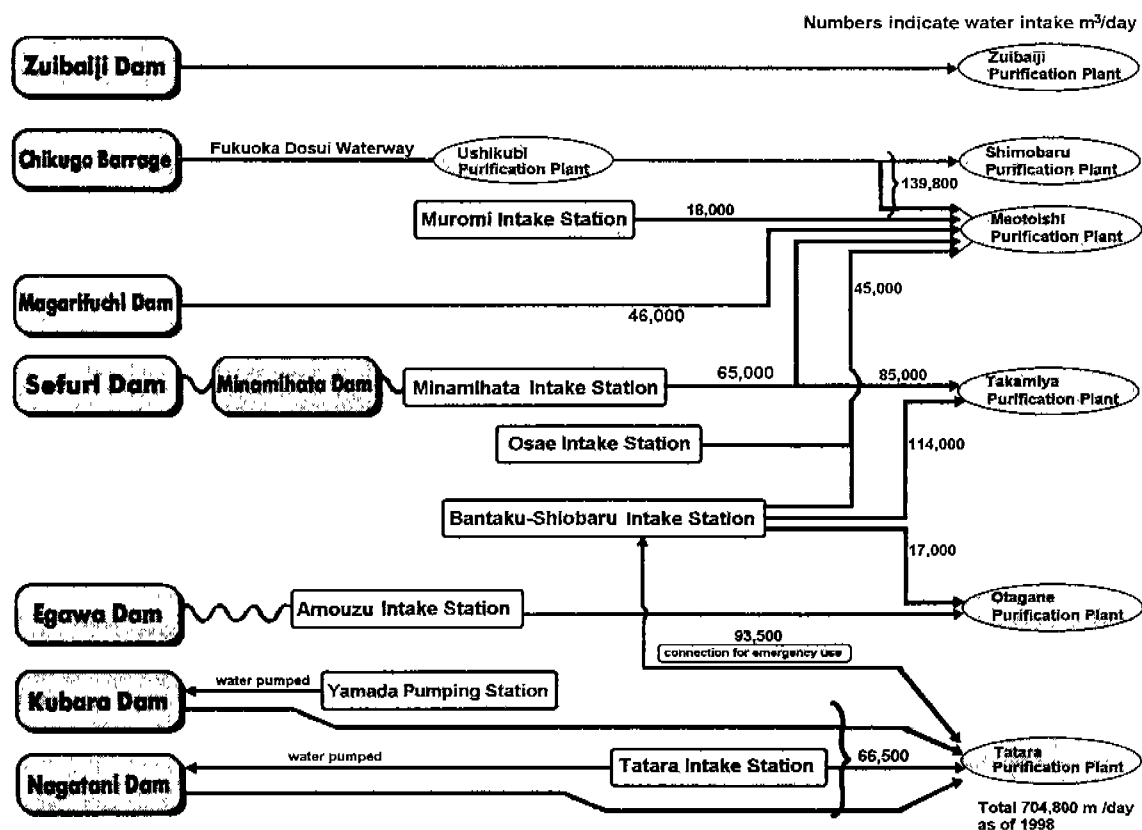 Numbers indicate water intake m³/day
Zuibaiji Dam
Zuibaiji
Purification Plant
Chikugo Barrage
Fukuoka Dosui Waterway
Ushikubi
Purification Plant
Shimobaru
Purification Plant
139,800
Muromi Intake Station
18,000
Meotoishi
Purification Plant
Magarifuchi Dam
46,000
45,000
Sefuri Dam
Minamihata Dam
Minamihata Intake Station
65,000
85,000
Takamiya
Purification Plant
Osae Intake Station
114,000
Bantaku-Shiobaru Intake Station
17,000
Egawa Dam
Amouzu Intake Station
Otagane
Purification Plant
93,500
connection for emergency use
Kubara Dam
water pumped
Yamada Pumping Station
water pumped
Nagatani Dam
Tatara Intake Station
66,500
Tatara
Purification Plant
Total 704,800 m /day
as of 1998